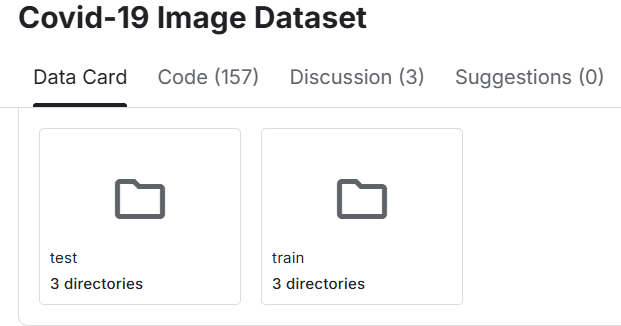 Covid-19 Image Dataset
Data Card Code (157) Discussion (3) Suggestions (0)
test train
3 directories 3 directories